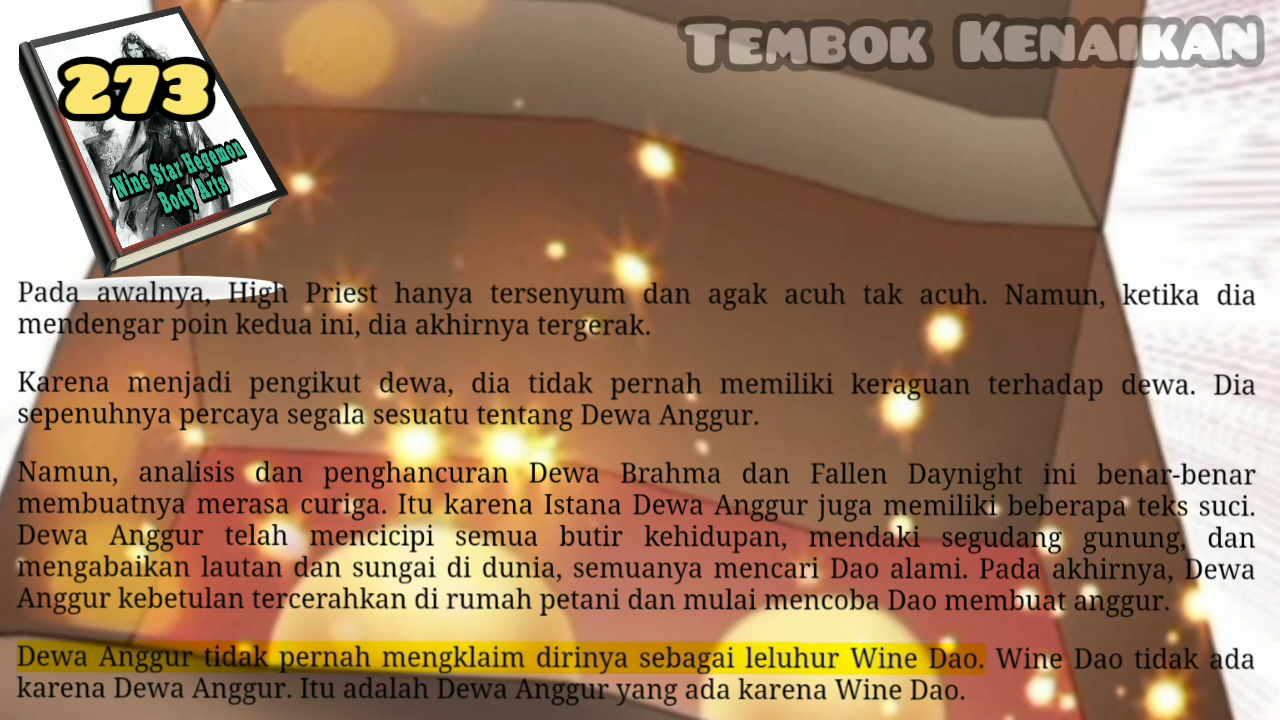 Tembok Kenaikan
273
Nine Star Hegemon
Body Arts
Pada awalnya, High Priest hanya tersenyum dan agak acuh tak acuh. Namun, ketika dia
mendengar poin kedua ini, dia akhirnya tergerak.
Karena menjadi pengikut dewa, dia tidak pernah memiliki keraguan terhadap dewa. Dia
sepenuhnya percaya segala sesuatu tentang Dewa Anggur.
Namun, analisis dan penghancuran Dewa Brahma dan Fallen Daynight ini benar-benar
membuatnya merasa curiga. Itu karena Istana Dewa Anggur juga memiliki beberapa teks suci.
Dewa Anggur telah mencicipi semua butir kehidupan, mendaki segudang gunung, dan
mengabaikan lautan dan sungai di dunia, semuanya mencari Dao alami. Pada akhirnya, Dewa
Anggur kebetulan tercerahkan di rumah petani dan mulai mencoba Dao membuat anggur.
Dewa Anggur tidak pernah mengklaim dirinya sebagai leluhur Wine Dao. Wine Dao tidak ada
karena Dewa Anggur. Itu adalah Dewa Anggur yang ada karena Wine Dao.